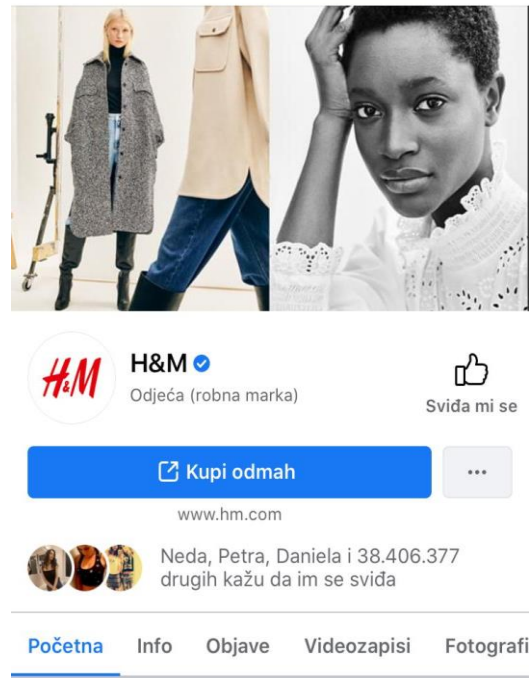 H&M
H&M
Odjeća (robna marka)
Sviđa mi se
Kupi odmah
www.hm.com
Neda, Petra, Daniela i 38.406.377
drugih kažu da im se sviđa
Početna Info Objave Videozapisi Fotografi